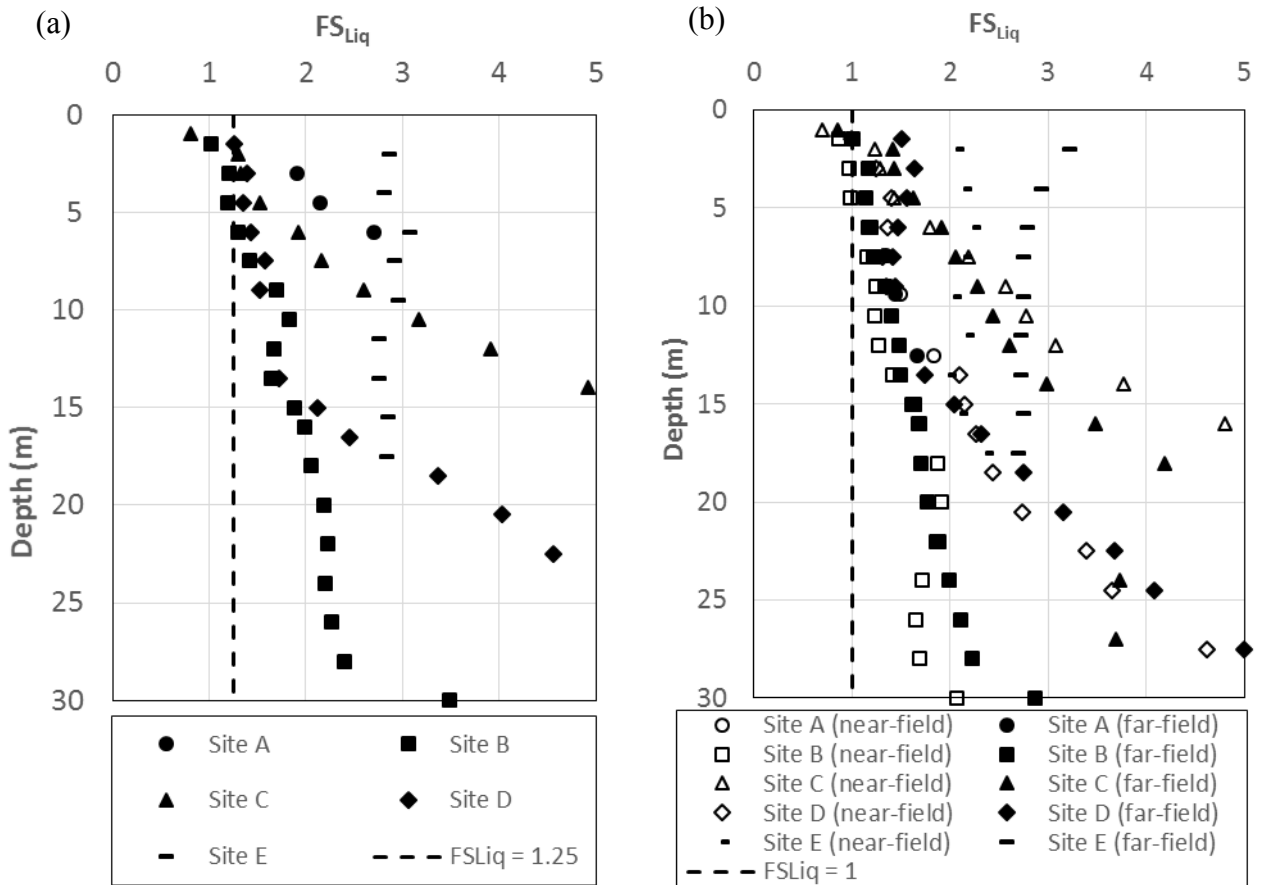 (a)
FSLiq
0 1 2 3 4 5
0
5
10
15
20
25
30
Depth (m)
Site A
Site B
Site C
Site D
Site E
FSLiq = 1.25
(b)
FSLiq
0 1 2 3 4 5
0
5
10
15
20
25
30
Depth (m)
Site A (near-field)
Site A (far-field)
Site B (near-field)
Site B (far-field)
Site C (near-field)
Site C (far-field)
Site D (near-field)
Site D (far-field)
Site E (near-field)
Site E (far-field)
FSLiq = 1